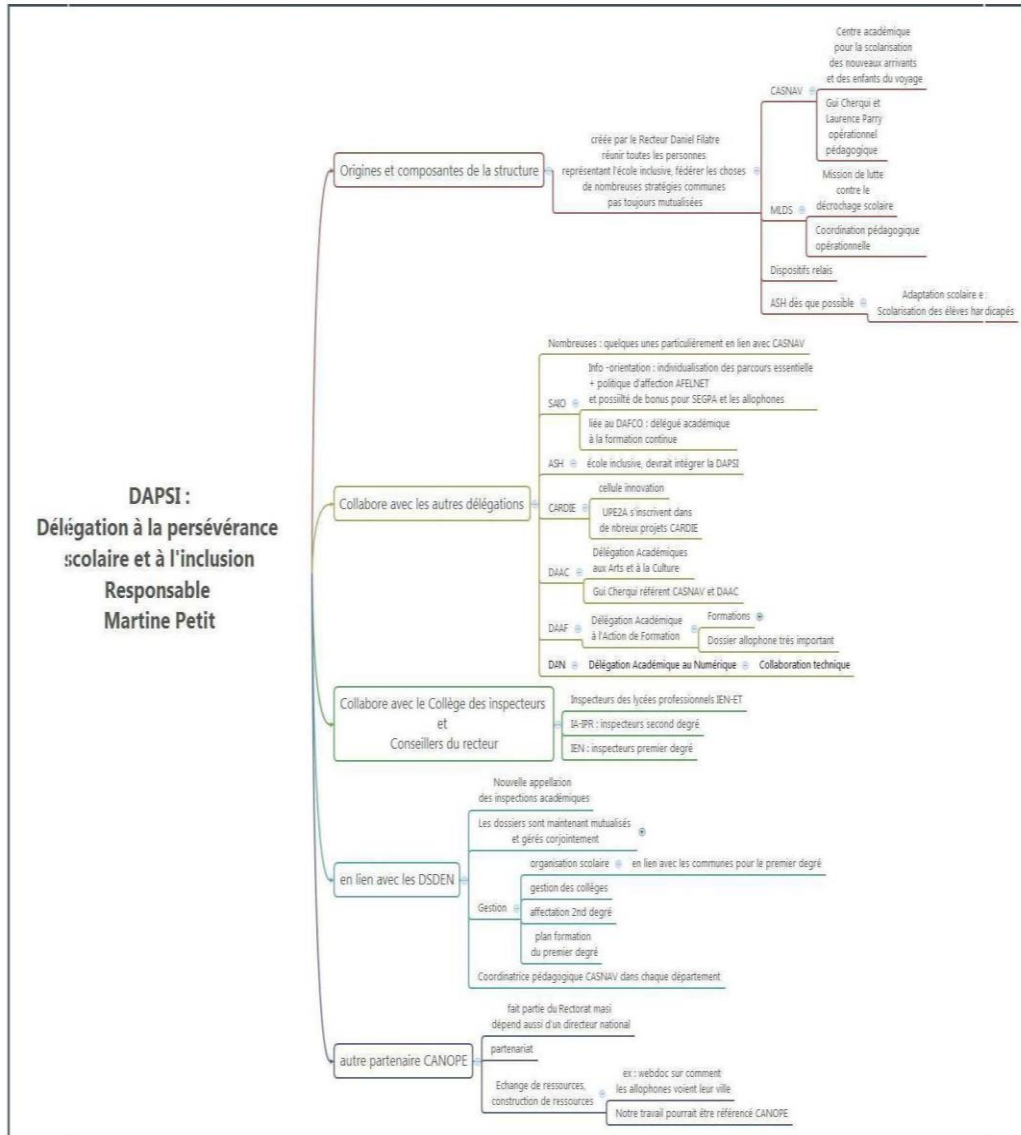 DAPSI :
Délégation à la persévérance
scolaire et à l'inclusion
Responsable
Martine Petit
Origines et composantes de la structure
créée par le Recteur Daniel Filatre
réunir toutes les personnes
représentant l'école inclusive, fédérer les choses
de nombreuses stratégies communes
pas toujours mutualisées
CASNAV
Centre académique
pour la scolarisation
des nouveaux arrivants
et des enfants du voyage
Gui Cherqui et
Laurence Parry
opérationnel
pédagogique
MLDS
Mission de lutte
contre le
décrochage scolaire
Coordination pédagogique
opérationnelle
Dispositifs relais
ASH dès que possible
Adaptation scolaire e :
Scolarisation des élèves handicapés
Collabore avec les autres délégations
Nombreuses : quelques unes particulièrement en lien avec CASNAV
SAIO
Info -orientation : individualisation des parcours essentielle
+ politique d'affection AFELNET
et possiilté de bonus pour SEGPA et les allophones
liée au DAFCO : délégué académique
à la formation continue
ASH
école inclusive, devrait intégrer la DAPSI
CARDIE
cellule innovation
UPE2A s'inscrivent dans
de nbreux projets CARDIE
DAAC
Délégation Académiques
aux Arts et à la Culture
Gui Cherqui référent CASNAV et DAAC
DAAF
Délégation Académique
à l'Action de Formation
Formations
Dossier allophone très important
DAN
Délégation Académique au Numérique
Collaboration technique
Collabore avec le Collège des inspecteurs
et
Conseillers du recteur
Inspecteurs des lycées professionnels IEN-ET
IA-IPR : inspecteurs second degré
IEN : inspecteurs premier degré
en lien avec les DSDEN
Nouvelle appellation
des inspections académiques
Les dossiers sont maintenant mutualisés
et gérés conjointement
Gestion
organisation scolaire
en lien avec les communes pour le premier degré
gestion des collèges
affectation 2nd degré
plan formation
du premier degré
Coordinatrice pédagogique CASNAV dans chaque département
autre partenaire CANOPE
fait partie du Rectorat masi
dépend aussi d'un directeur national
partenariat
Echange de ressources,
construction de ressources
ex : webdoc sur comment
les allophones voient leur ville
Notre travail pourrait être référencé CANOPE